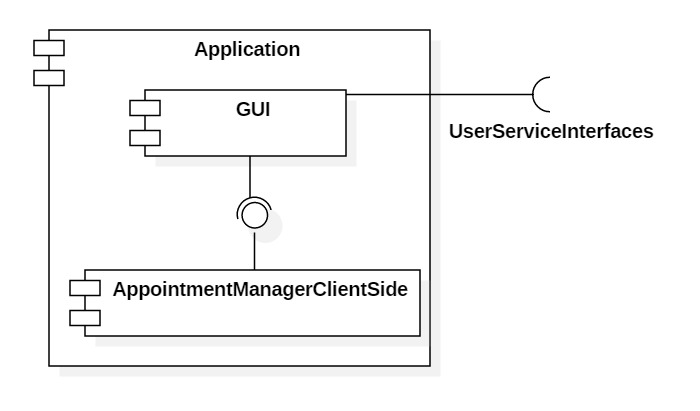 Application
GUI
UserServiceInterfaces
AppointmentManagerClientSide